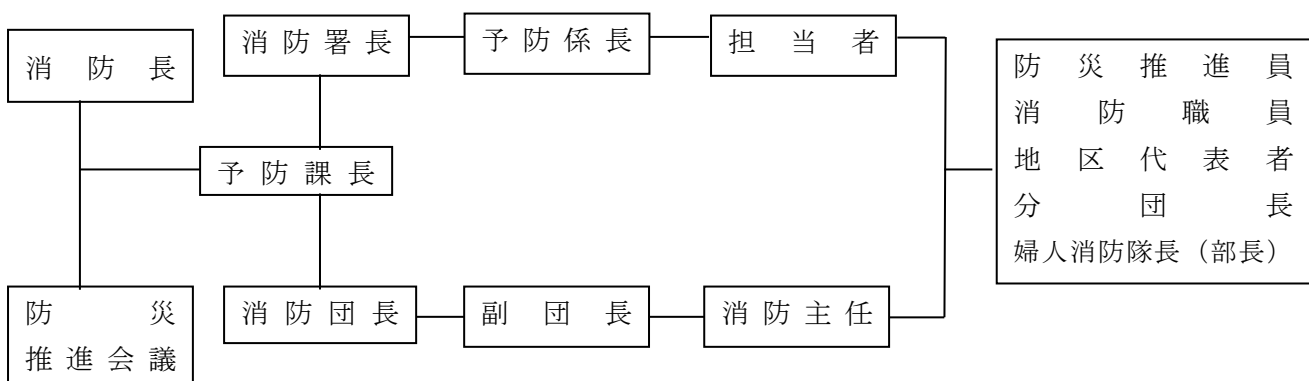 消防長
消防署長
予防係長
担当者
予防課長
防災
推進会議
消防団長
副団長
消防主任
防災推進員
消防職員
地区代表者
分団長
婦人消防隊長（部長）